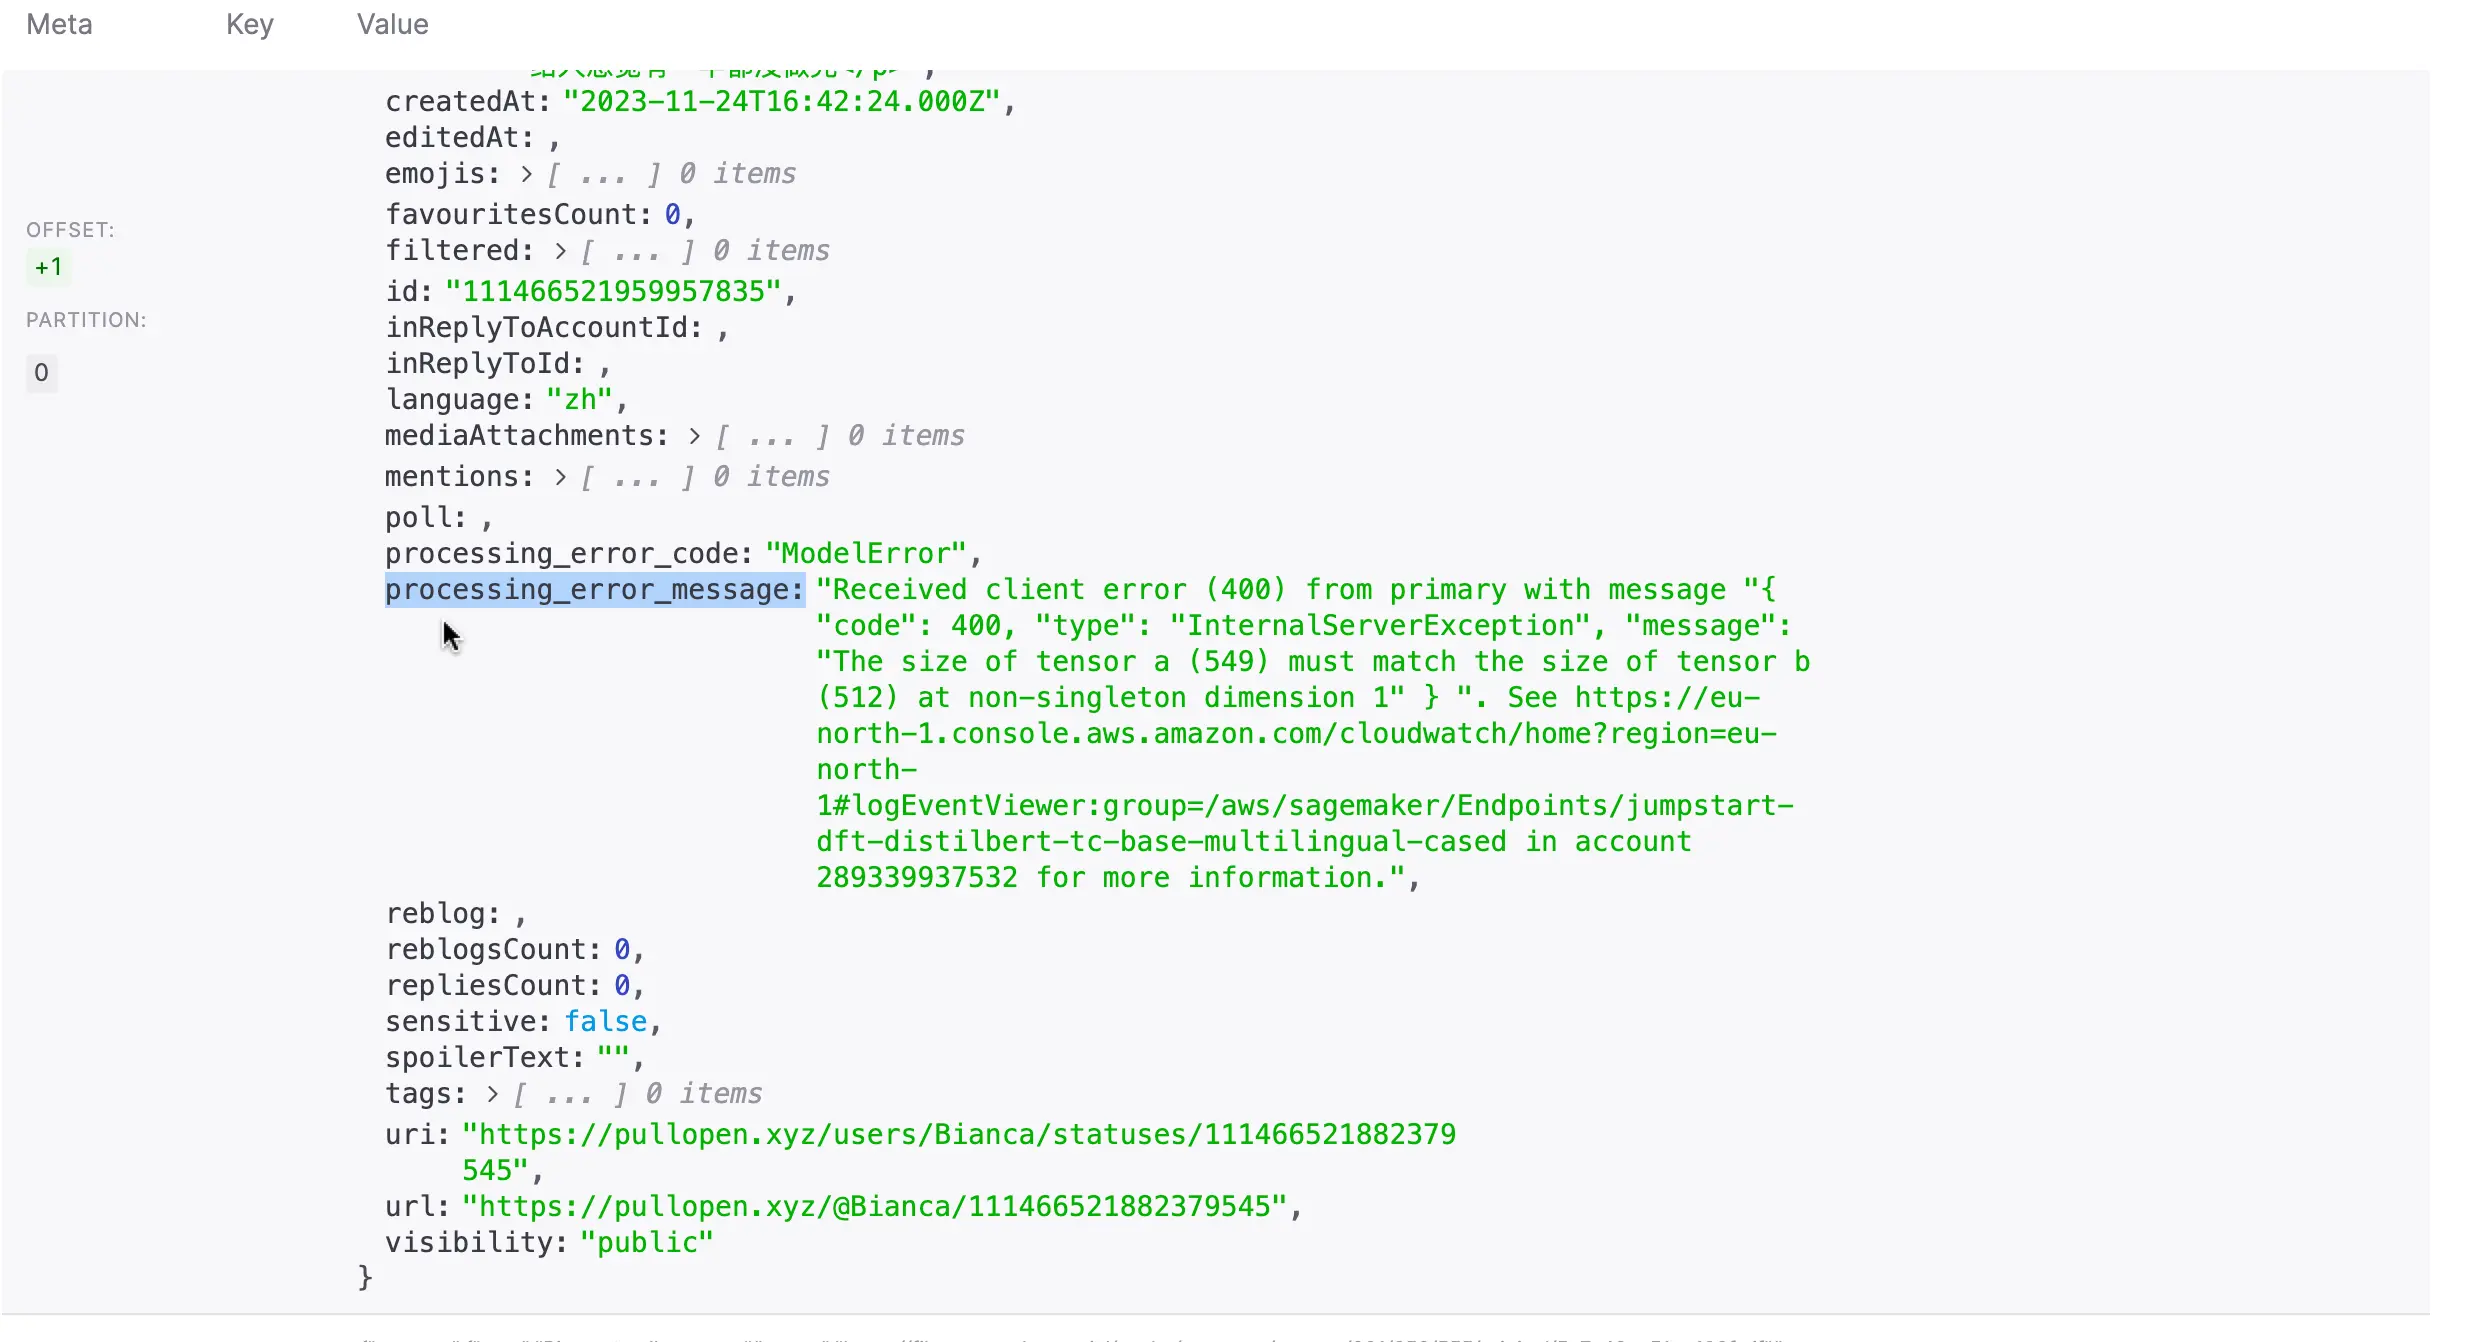 Meta Key Value
createdAt: "2023-11-24T16:42:24.000Z",
editedAt: ,
emojis: > [ ... ] 0 items
favouritesCount: 0,
OFFSET:
filtered: > [ ... ] 0 items
+1
id: "111466521959957835",
PARTITION:
inReplyToAccountId: ,
inReplyToId: ,
0
language: "zh",
mediaAttachments: > [ ... ] 0 items
mentions: > [ ... ] 0 items
poll: ,
processing_error_code: "ModelError",
processing_error_message: "Received client error (400) from primary with message "{
"code": 400, "type": "InternalServerException", "message":
"The size of tensor a (549) must match the size of tensor b
(512) at non-singleton dimension 1" } ". See https://eu-
north-1.console.aws.amazon.com/cloudwatch/home?region=eu-
north-
1#logEventViewer:group=/aws/sagemaker/Endpoints/jumpstart-
dft-distilbert-tc-base-multilingual-cased in account
289339937532 for more information.",
reblog: ,
reblogsCount: 0,
repliesCount: 0,
sensitive: false,
spoilerText: "",
tags: > [ ... ] 0 items
uri: "https://pullopen.xyz/users/Bianca/statuses/111466521882379
545",
url: "https://pullopen.xyz/@Bianca/111466521882379545",
visibility: "public"
}